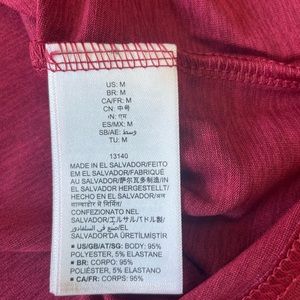 US: M
BR: M
CA/FR: M
CN: 中号
IN: एम
ES/MX: M
SB/AE: وسط
TU: M
13140
MADE IN EL SALVADOR/FEITO
EM EL SALVADOR/FABRIQUÉ
AU SALVADOR/萨尔瓦多制造/IN
EL SALVADOR HERGESTELLT/
HECHO EN EL SALVADOR/अल
साल्वाडोर में निर्मित/
CONFEZIONATO NEL
SALVADOR/エルサルバドル製/
صنع في السلفادور/EL
SALVADOR'DA ÜRETİLMİŞTİR
■ US/GB/AT/SG: BODY: 95%
POLYESTER, 5% ELASTANE
■ BR: CORPO: 95%
POLIÉSTER, 5% ELASTANO
■ CA/FR: CORPS: 95%